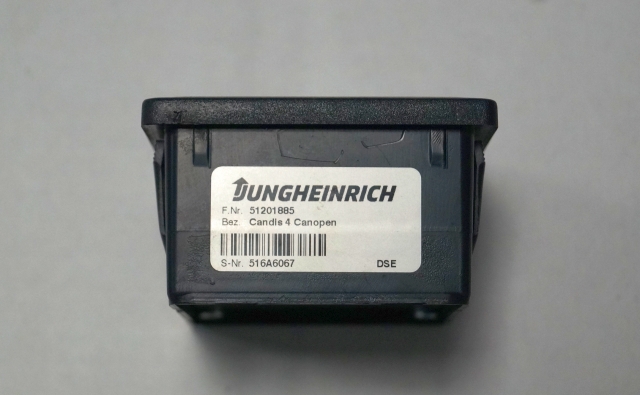 JUNGHEINRICH
F.Nr. 51201885
Bez. Candis 4 Canopen
S-Nr. 516A6067 DSE